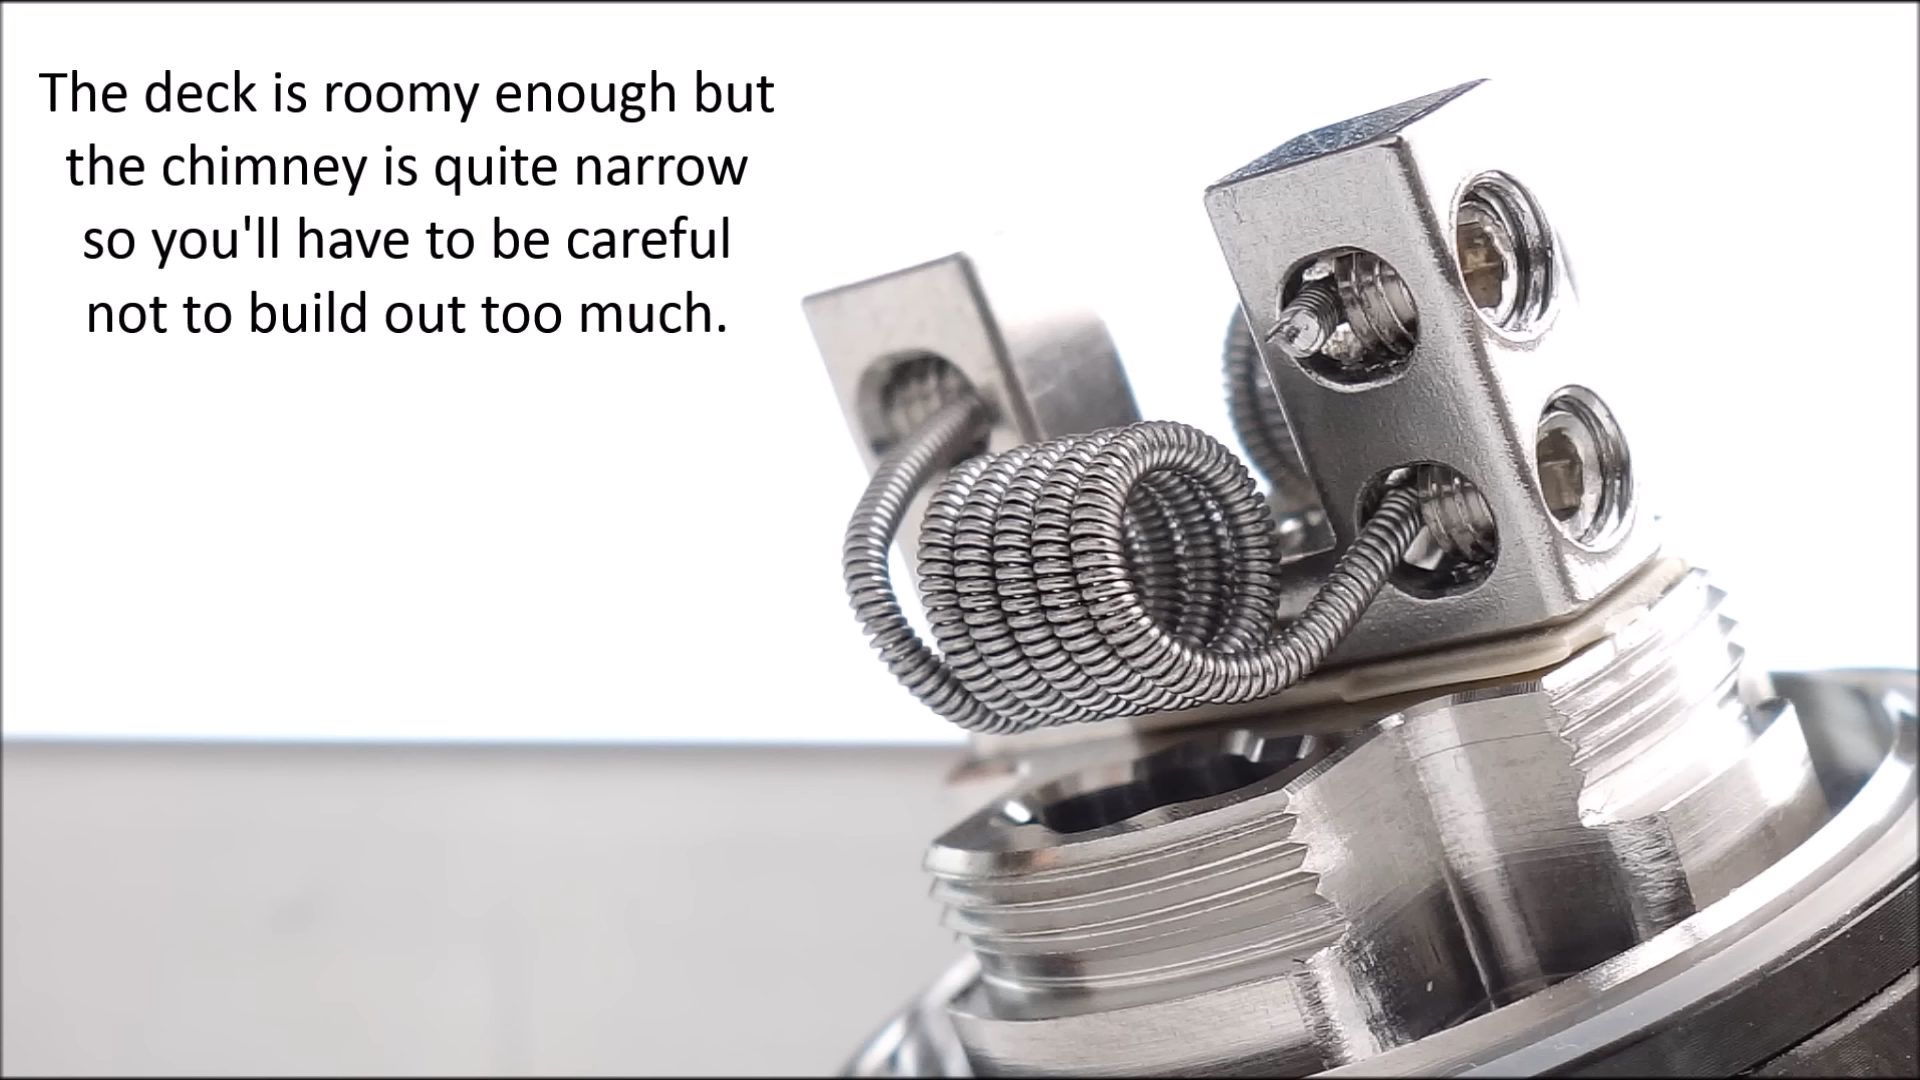 The deck is roomy enough but
the chimney is quite narrow
so you'll have to be careful
not to build out too much.